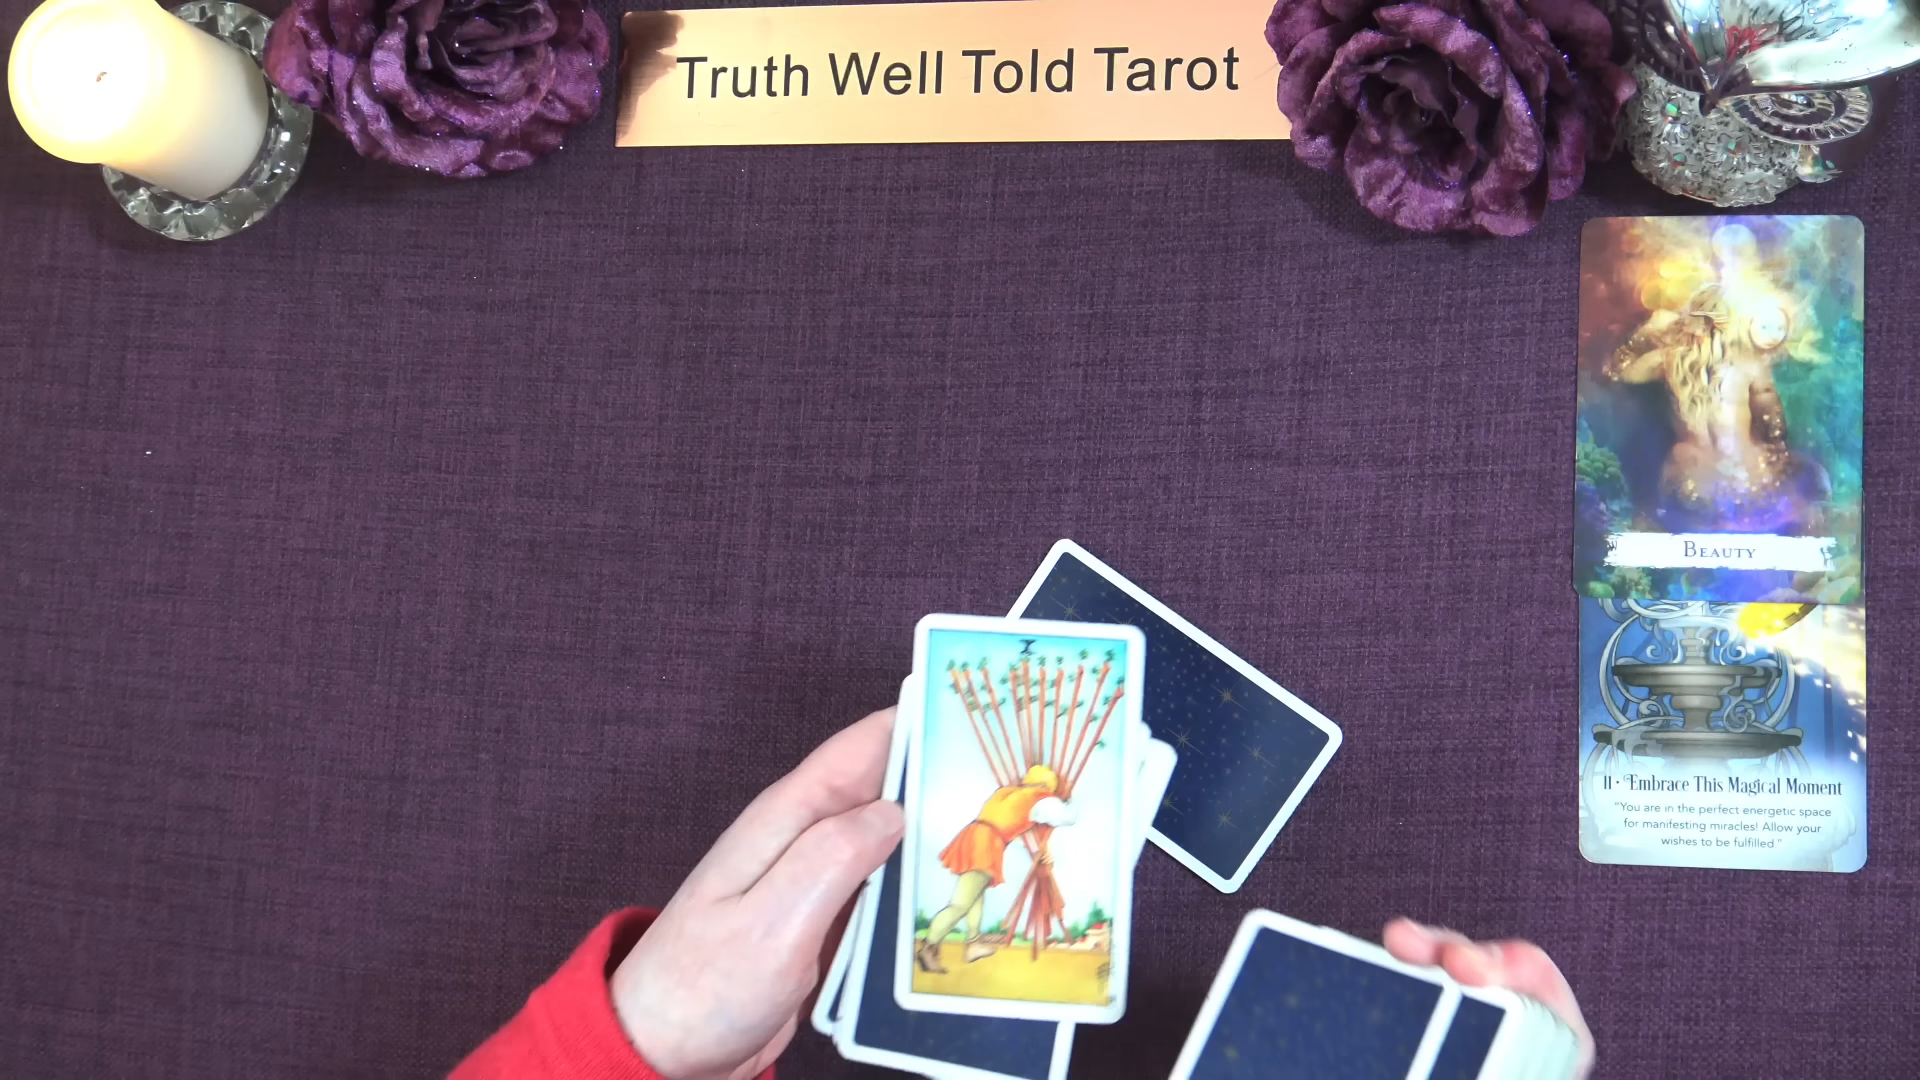 Truth Well Told Tarot
BEAUTY
X
11 • Embrace This Magical Moment
"You are in the perfect energetic space
for manifesting miracles! Allow your
wishes to be fulfilled."